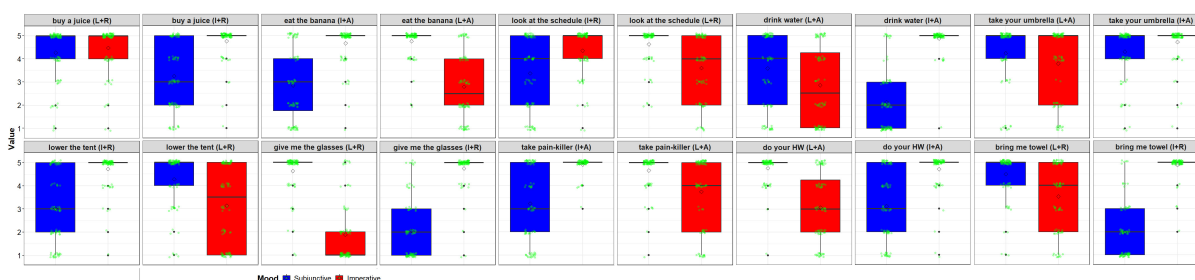 buy a juice (L+R) buy a juice (I+R) eat the banana (I+A) eat the banana (L+A) look at the schedule (I+R) look at the schedule (L+R) drink water (L+A) drink water (I+A) take your umbrella (L+A) take your umbrella (I+A)
5
4
3
2
1
Value
lower the tent (I+R) lower the tent (L+R) give me the glasses (L+R) give me the glasses (I+R) take pain-killer (I+A) take pain-killer (L+A) do your HW (L+A) do your HW (I+A) bring me towel (L+R) bring me towel (I+R)
5
4
3
2
1
Mood Subjunctive Imperative